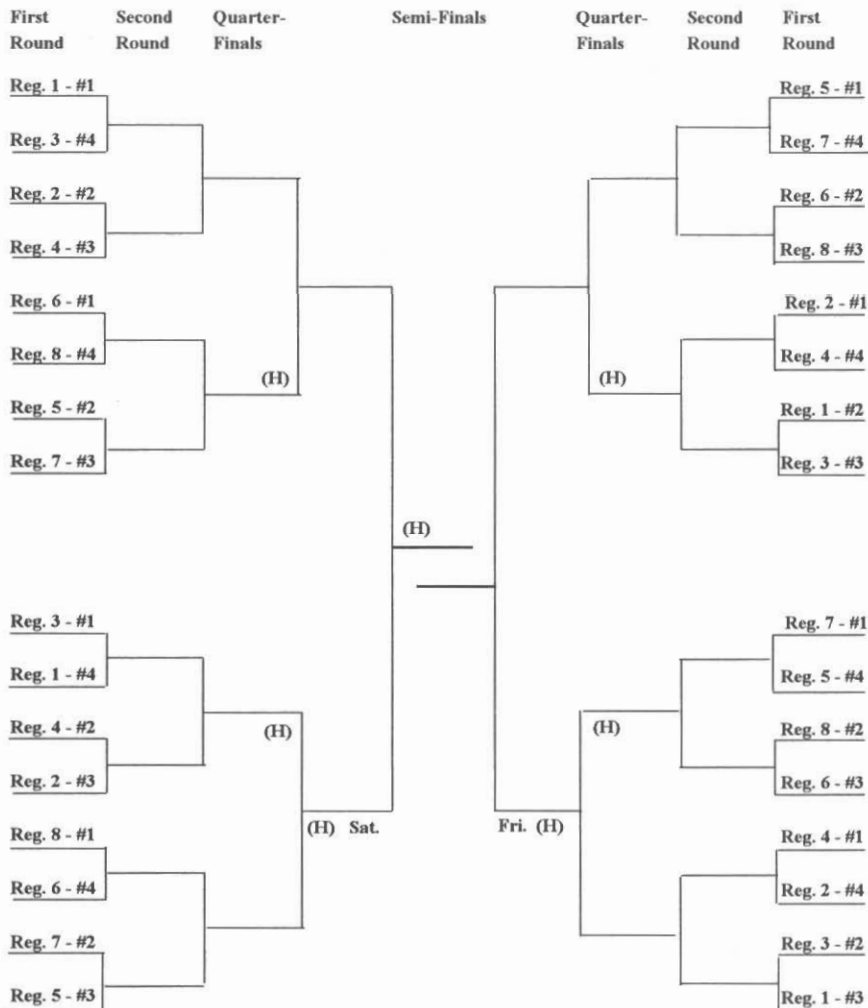 First Second Quarter- Semi-Finals Quarter- Second First
Round Round Finals Finals Round Round
Reg. 1 - #1 Reg. 5 - #1
Reg. 3 - #4 Reg. 7 - #4
Reg. 2 - #2 Reg. 6 - #2
Reg. 4 - #3 Reg. 8 - #3
Reg. 6 - #1 Reg. 2 - #1
Reg. 8 - #4 Reg. 4 - #4
(H) (H)
Reg. 5 - #2 Reg. 1 - #2
Reg. 7 - #3 Reg. 3 - #3
(H)
Reg. 3 - #1 Reg. 7 - #1
Reg. 1 - #4 Reg. 5 - #4
Reg. 4 - #2 (H) (H) Reg. 8 - #2
Reg. 2 - #3 Reg. 6 - #3
Reg. 8 - #1 (H) Sat. Fri. (H) Reg. 4 - #1
Reg. 6 - #4 Reg. 2 - #4
Reg. 7 - #2 Reg. 3 - #2
Reg. 5 - #3 Reg. 1 - #3